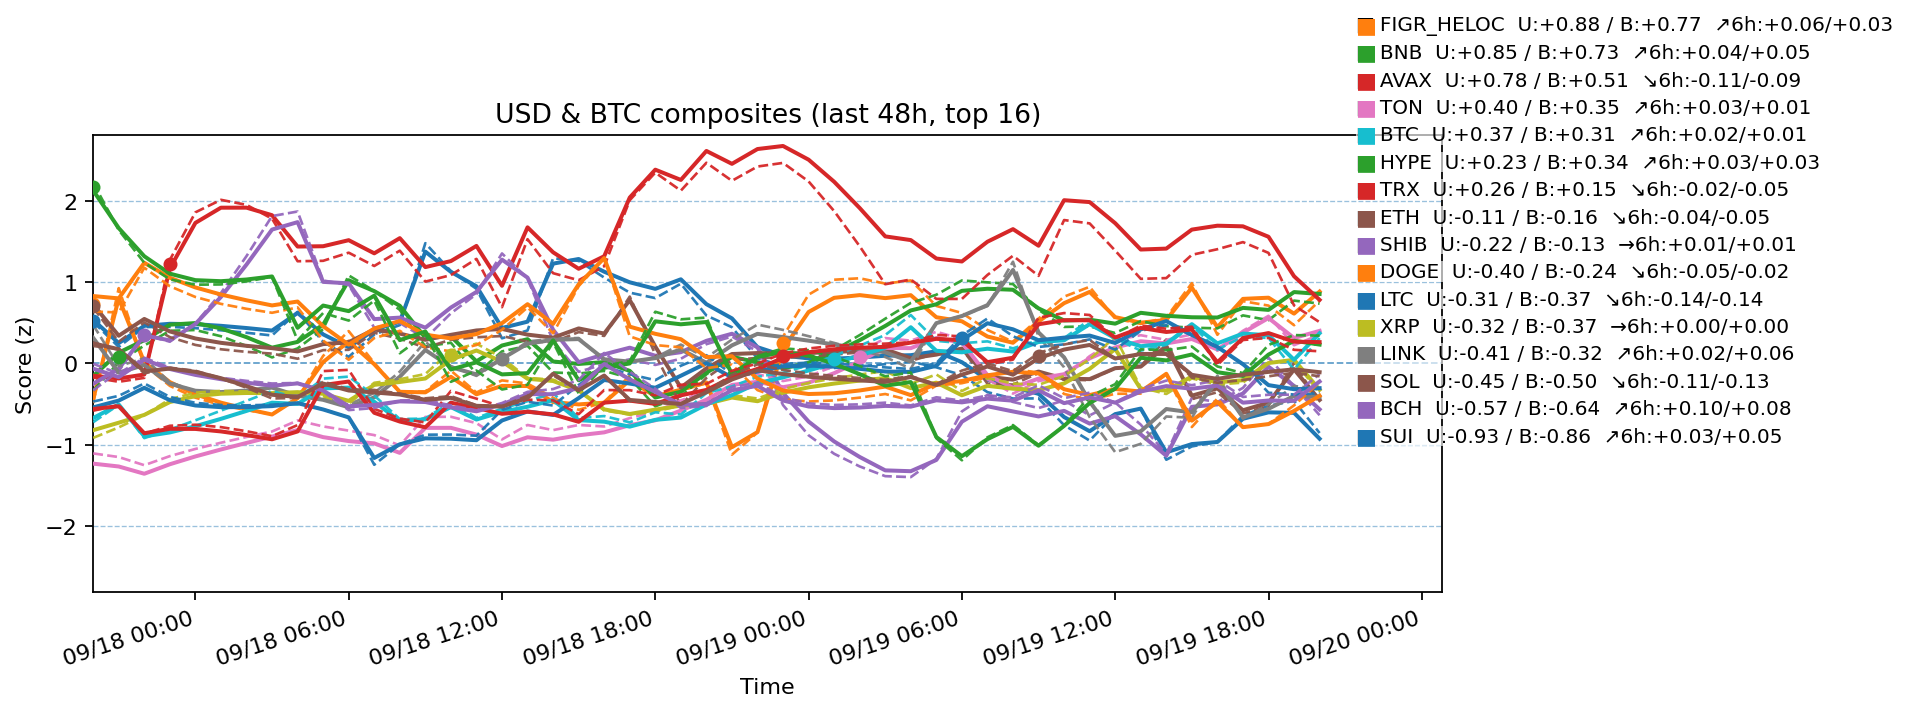 FIGR_HELOC U:+0.88 / B:+0.77 ↗6h:+0.06/+0.03
BNB U:+0.85 / B:+0.73 ↗6h:+0.04/+0.05
AVAX U:+0.78 / B:+0.51 ↘6h:-0.11/-0.09
TON U:+0.40 / B:+0.35 ↗6h:+0.03/+0.01
BTC U:+0.37 / B:+0.31 ↗6h:+0.02/+0.01
HYPE U:+0.23 / B:+0.34 ↗6h:+0.03/+0.03
TRX U:+0.26 / B:+0.15 ↘6h:-0.02/-0.05
ETH U:-0.11 / B:-0.16 ↘6h:-0.04/-0.05
SHIB U:-0.22 / B:-0.13 →6h:+0.01/+0.01
DOGE U:-0.40 / B:-0.24 ↘6h:-0.05/-0.02
LTC U:-0.31 / B:-0.37 ↘6h:-0.14/-0.14
XRP U:-0.32 / B:-0.37 →6h:+0.00/+0.00
LINK U:-0.41 / B:-0.32 ↗6h:+0.02/+0.06
SOL U:-0.45 / B:-0.50 ↘6h:-0.11/-0.13
BCH U:-0.57 / B:-0.64 ↗6h:+0.10/+0.08
SUI U:-0.93 / B:-0.86 ↗6h:+0.03/+0.05
USD & BTC composites (last 48h, top 16)
Score (z)
2
1
0
−1
−2
09/18 00:00
09/18 06:00
09/18 12:00
09/18 18:00
09/19 00:00
09/19 06:00
09/19 12:00
09/19 18:00
09/20 00:00
Time